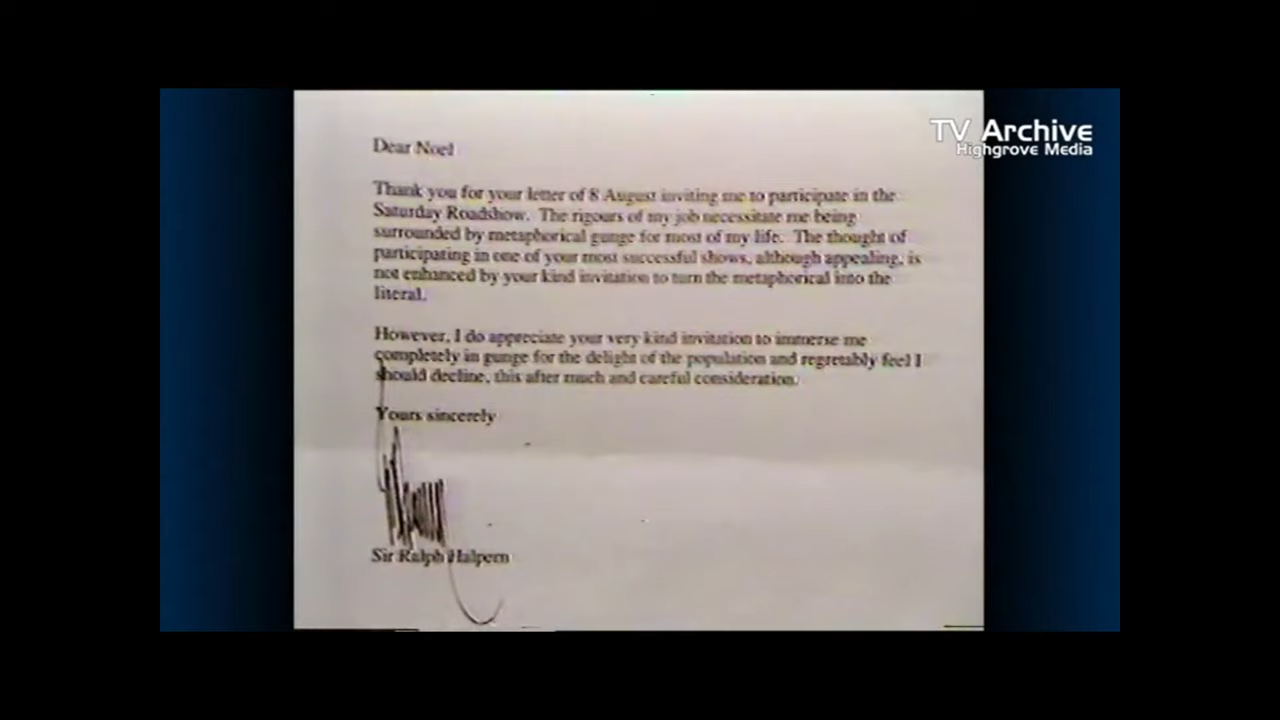 TV Archive
Highgrove Media
Dear Noel
Thank you for your letter of 8 August inviting me to participate in the
Saturday Roadshow. The rigours of my job necessitate me being
surrounded by metaphorical gunge for most of my life. The thought of
participating in one of your most successful shows, although appealing, is
not enhanced by your kind invitation to turn the metaphorical into the
literal.
However, I do appreciate your very kind invitation to immerse me
completely in gunge for the delight of the population and regretably feel I
should decline, this after much and careful consideration.
Yours sincerely
Sir Ralph Halpern